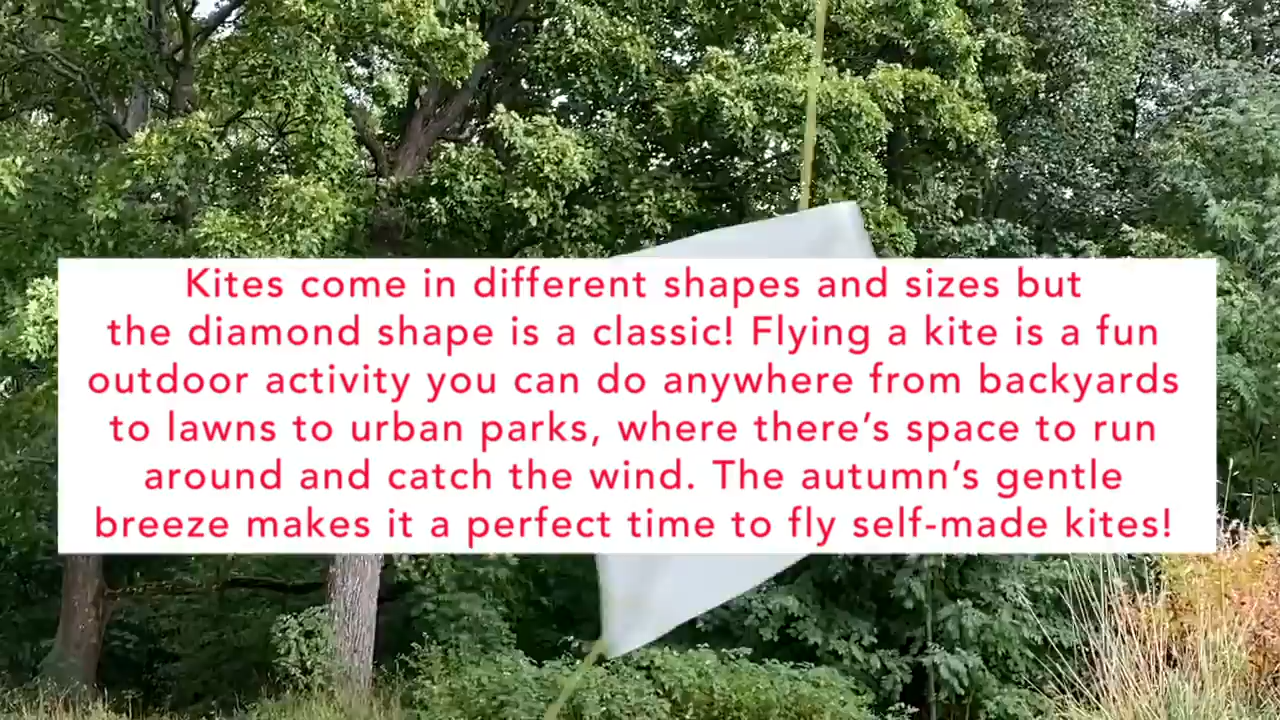 Kites come in different shapes and sizes but
the diamond shape is a classic! Flying a kite is a fun
outdoor activity you can do anywhere from backyards
to lawns to urban parks, where there’s space to run
around and catch the wind. The autumn’s gentle
breeze makes it a perfect time to fly self-made kites!